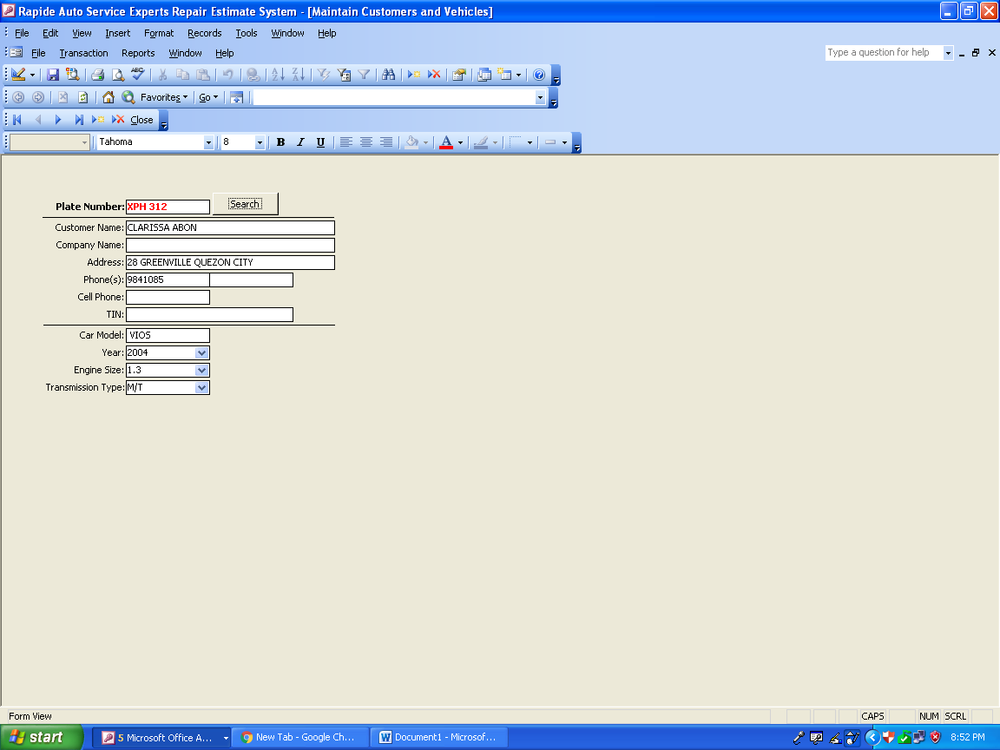 Rapide Auto Service Experts Repair Estimate System - [Maintain Customers and Vehicles]
File Edit View Insert Format Records Tools Window Help
File Transaction Reports Window Help Type a question for help
Favorites Go
Close
Tahoma 8 B I U A
Plate Number: XPH 312 Search
Customer Name: CLARISSA ABON
Company Name:
Address: 28 GREENVILLE QUEZON CITY
Phone(s): 9841085
Cell Phone:
TIN:
Car Model: VIOS
Year: 2004
Engine Size: 1.3
Transmission Type: M/T
Form View CAPS NUM SCRL
start 5 Microsoft Office A... New Tab - Google Ch... Document1 - Microsof... 8:52 PM